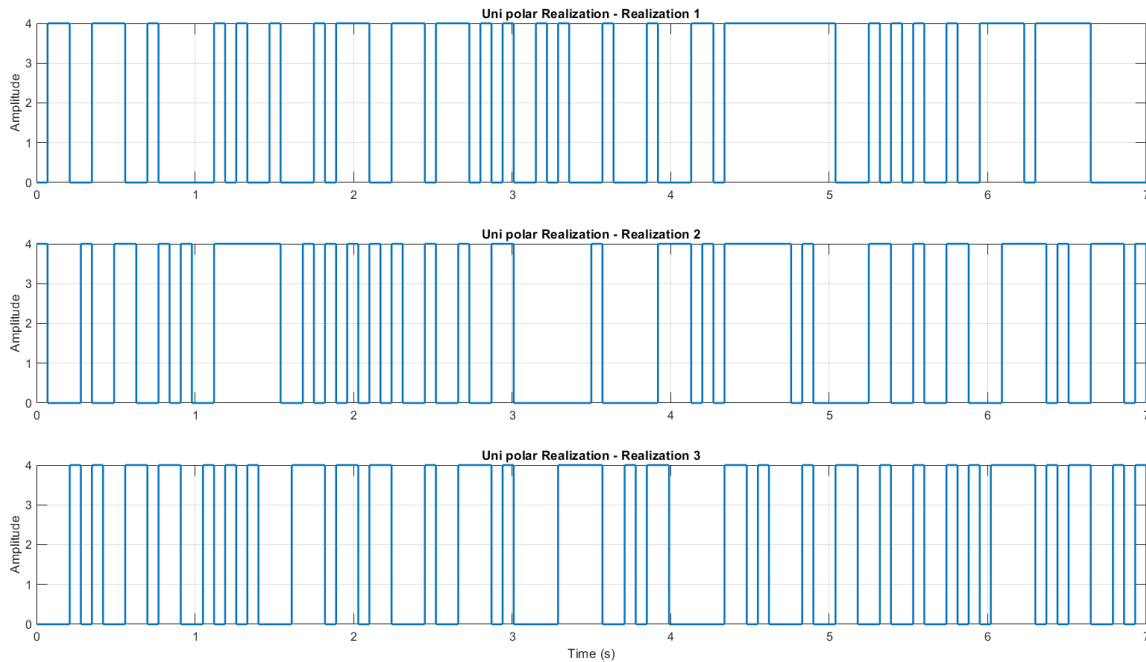 Uni polar Realization - Realization 1
Amplitude
4
3
2
1
0
0 1 2 3 4 5 6 7
Uni polar Realization - Realization 2
Amplitude
4
3
2
1
0
0 1 2 3 4 5 6 7
Uni polar Realization - Realization 3
Amplitude
4
3
2
1
0
0 1 2 3 4 5 6 7
Time (s)